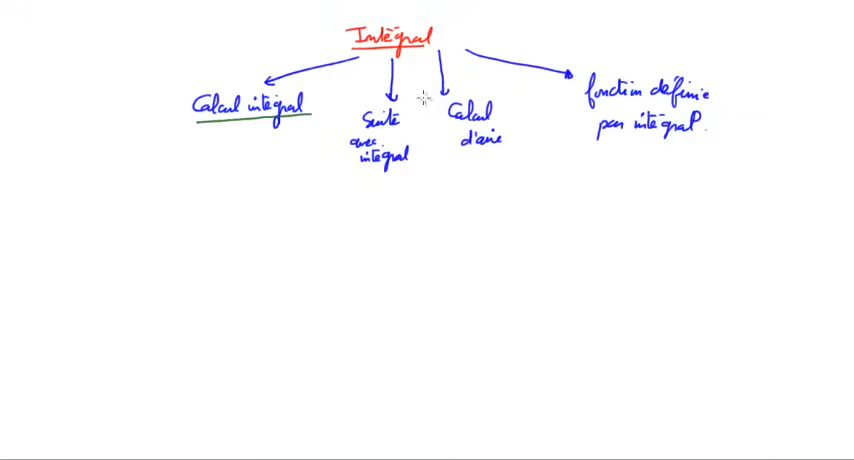 Intégral
Calcul intégral
Suite
avec
intégral
Calcul
d'aire
fonction définie
par intégral.